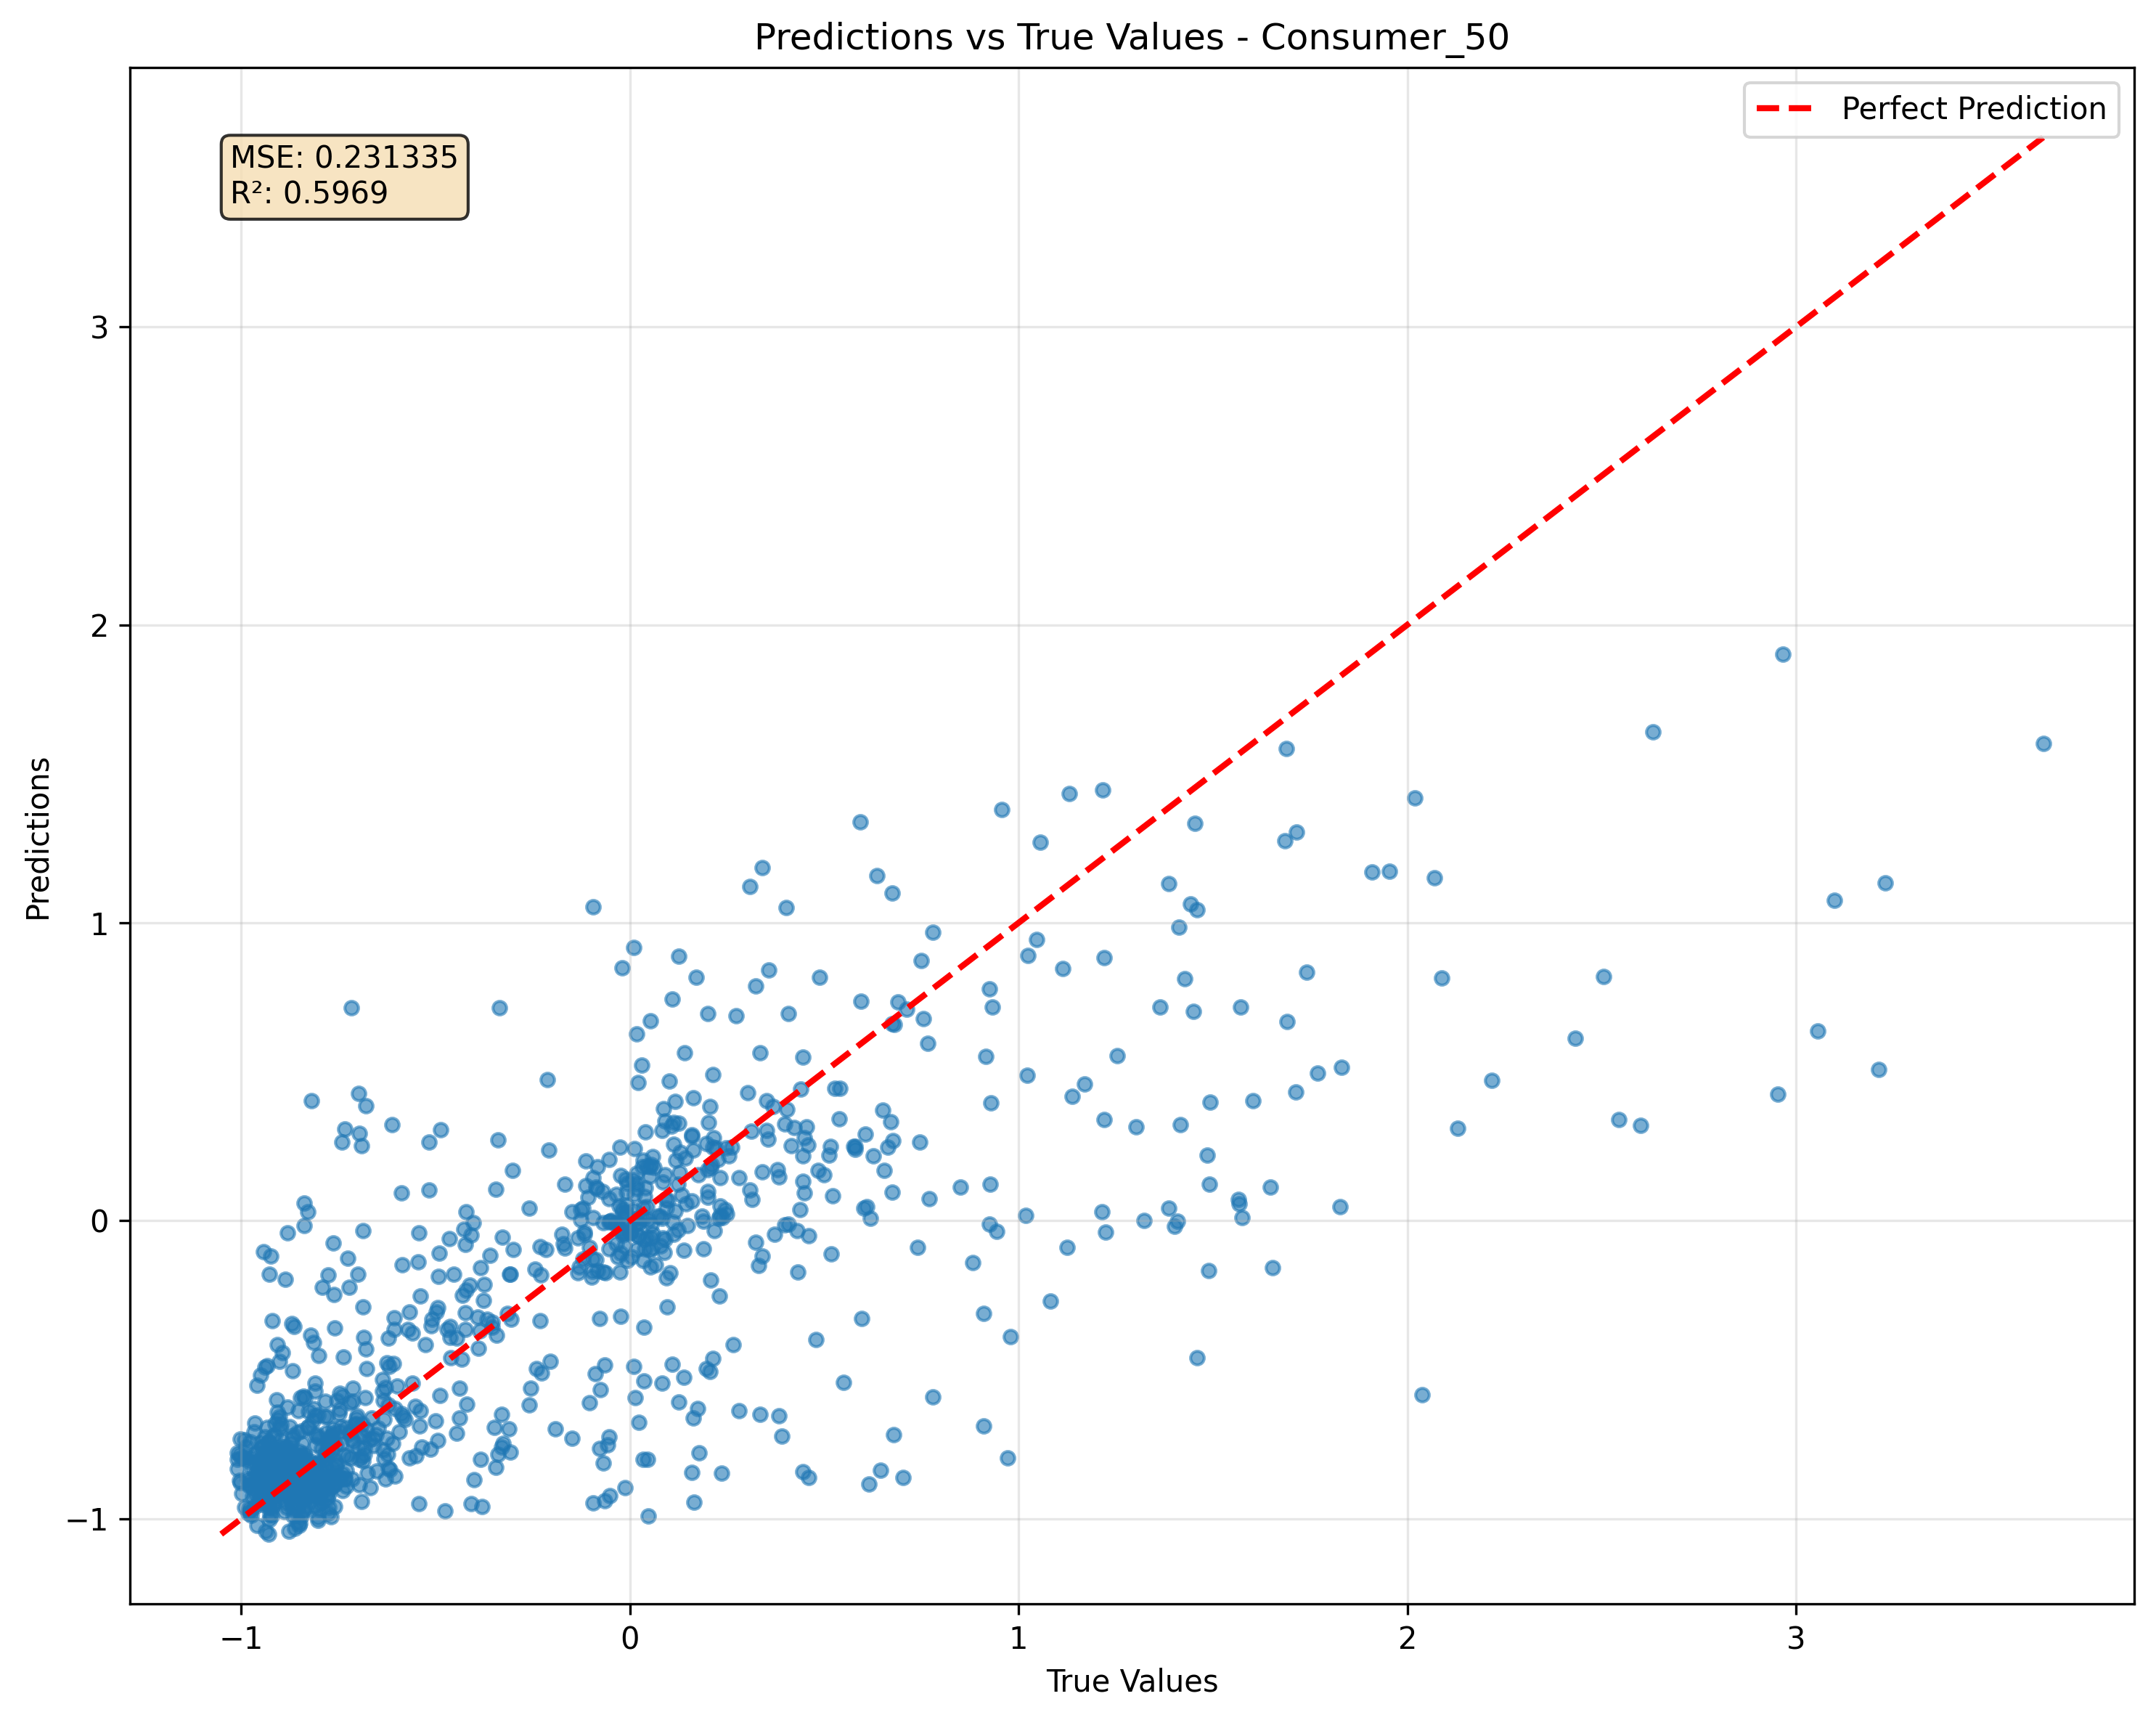 Predictions vs True Values - Consumer_50
Perfect Prediction
MSE: 0.231335
R²: 0.5969
3
2
1
0
−1
Predictions
−1 0 1 2 3
True Values